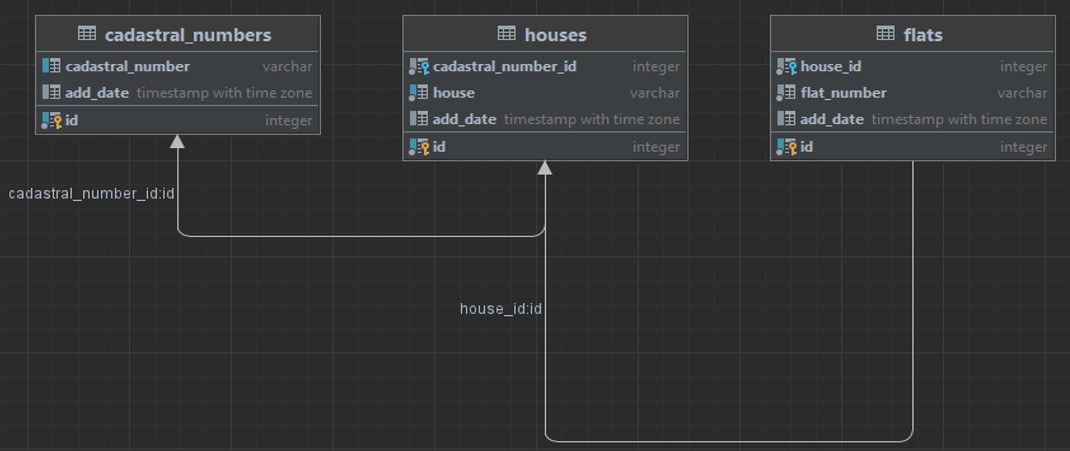 cadastral_numbers
cadastral_number varchar
add_date timestamp with time zone
id integer
houses
cadastral_number_id integer
house varchar
add_date timestamp with time zone
id integer
flats
house_id integer
flat_number varchar
add_date timestamp with time zone
id integer
cadastral_number_id:id
house_id:id